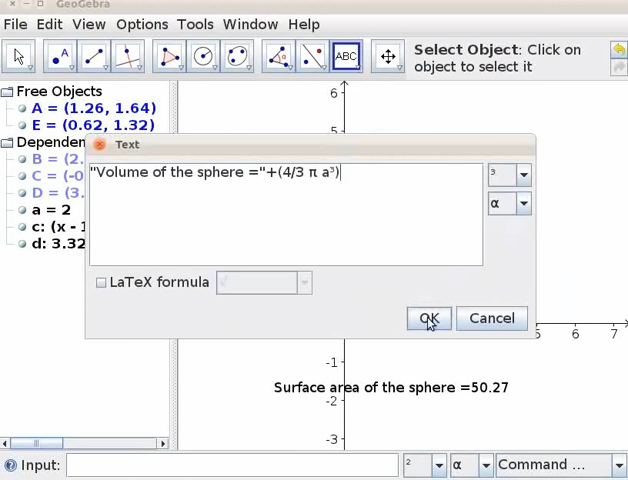 GeoGebra
File Edit View Options Tools Window Help
ABC
Select Object: Click on
object to select it
Free Objects
A = (1.26, 1.64)
E = (0.62, 1.32)
Dependen
B = (2.
C = (-0
D = (3.
a = 2
c: (x - 1
d: 3.32
Text
"Volume of the sphere ="+(4/3 π a³)
³
α
LaTeX formula
OK Cancel
6
5
5 6 7
-1
Surface area of the sphere =50.27
-2
-3
Input: ² α Command ...